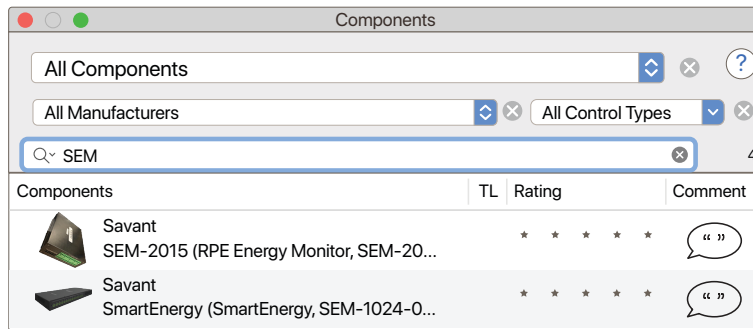 Components
All Components
?
All Manufacturers
All Control Types
SEM
4
Components TL Rating Comment
Savant
SEM-2015 (RPE Energy Monitor, SEM-20...
“ ”
Savant
SmartEnergy (SmartEnergy, SEM-1024-0...
“ ”